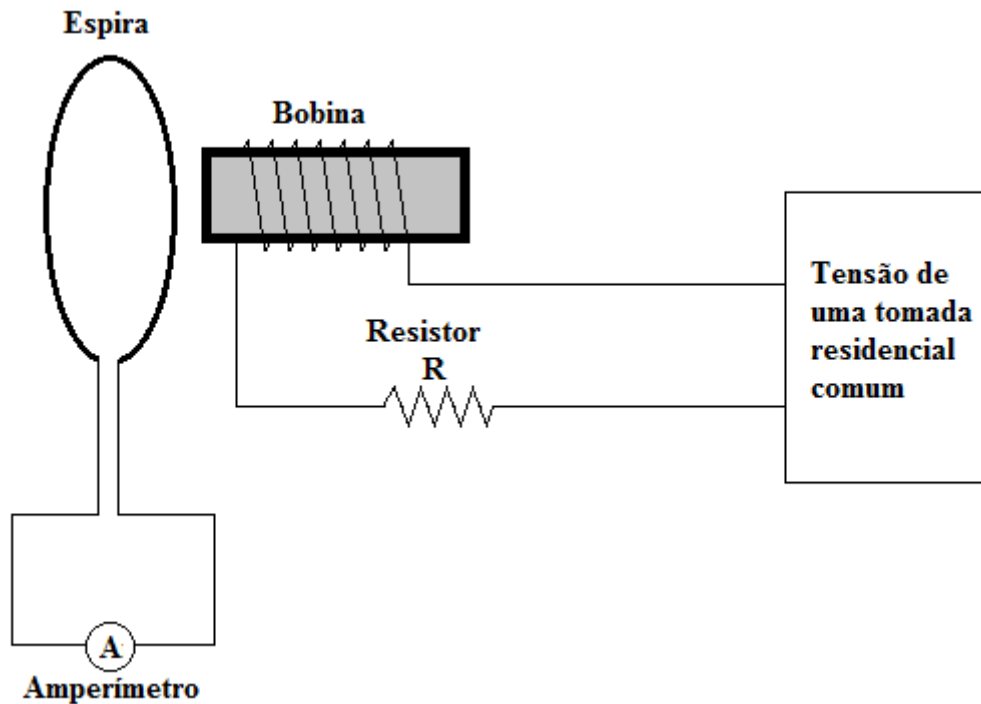 Espira
Bobina
Tensão de
uma tomada
residencial
comum
Resistor
R
A
Amperímetro